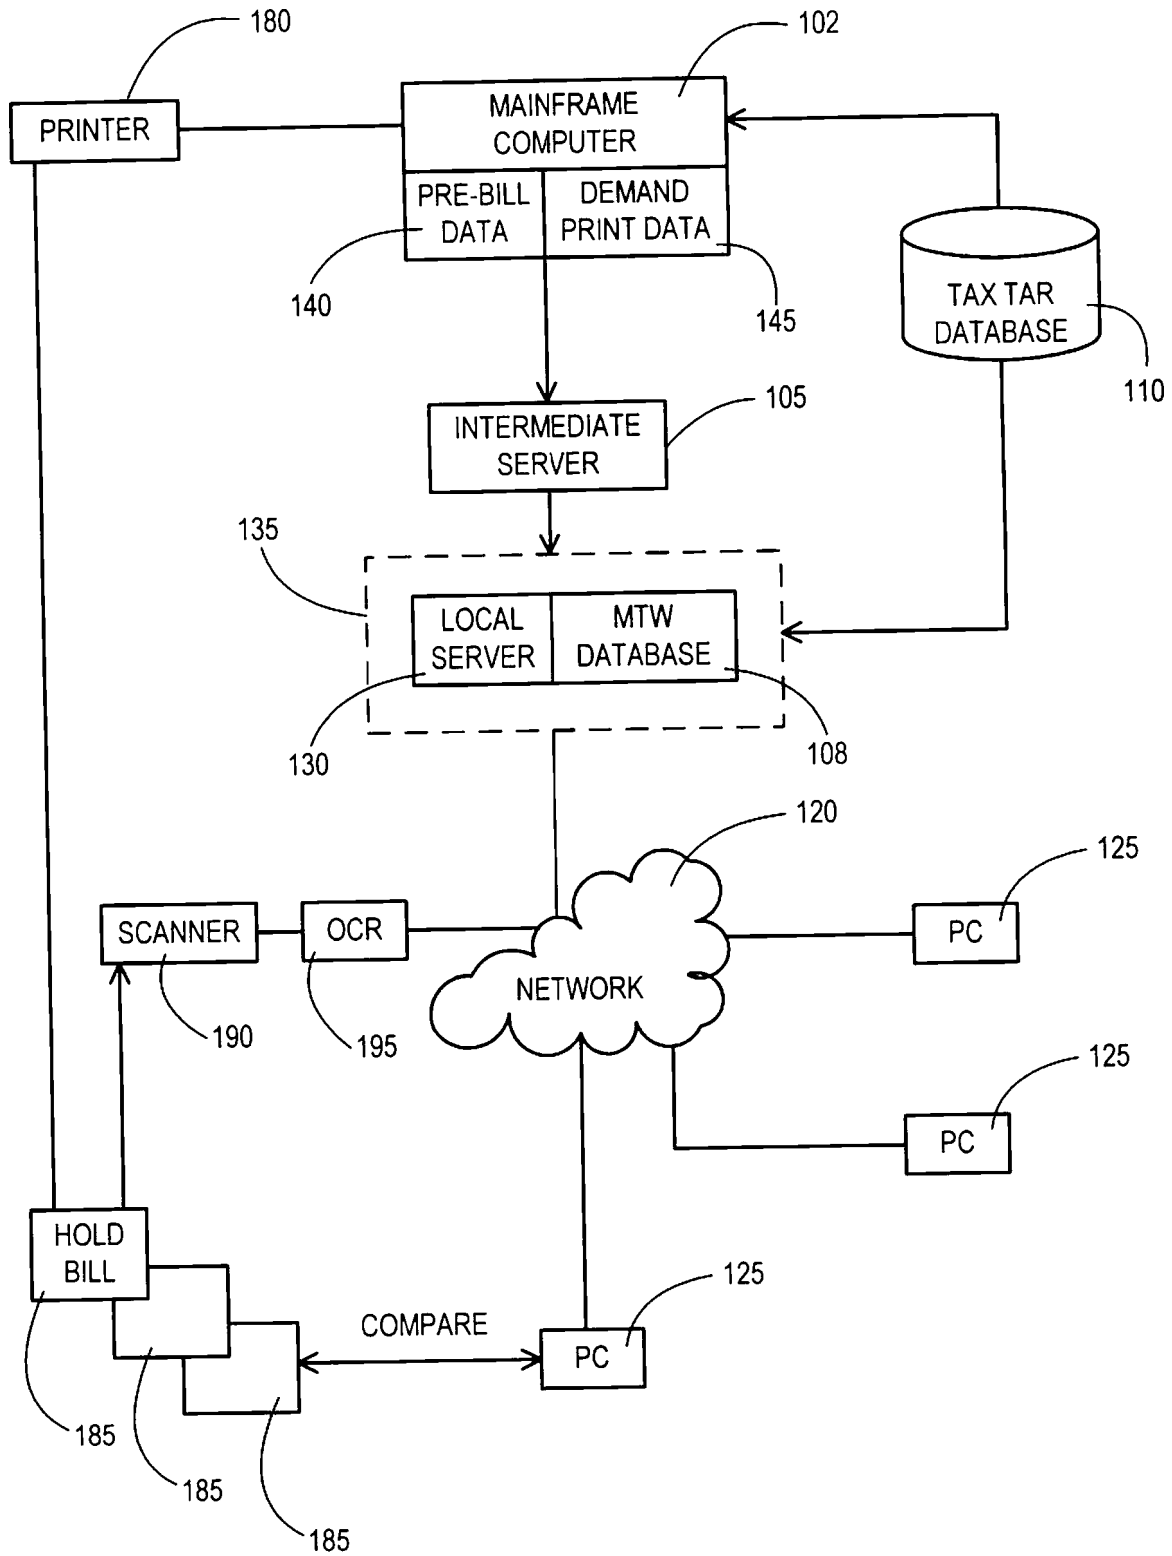 180
102
PRINTER
MAINFRAME
COMPUTER
PRE-BILL
DATA
DEMAND
PRINT DATA
140
145
TAX TAR
DATABASE
110
105
INTERMEDIATE
SERVER
135
LOCAL
SERVER
MTW
DATABASE
130
108
120
125
SCANNER
OCR
PC
NETWORK
190
195
125
PC
HOLD
BILL
125
COMPARE
PC
185
185
185